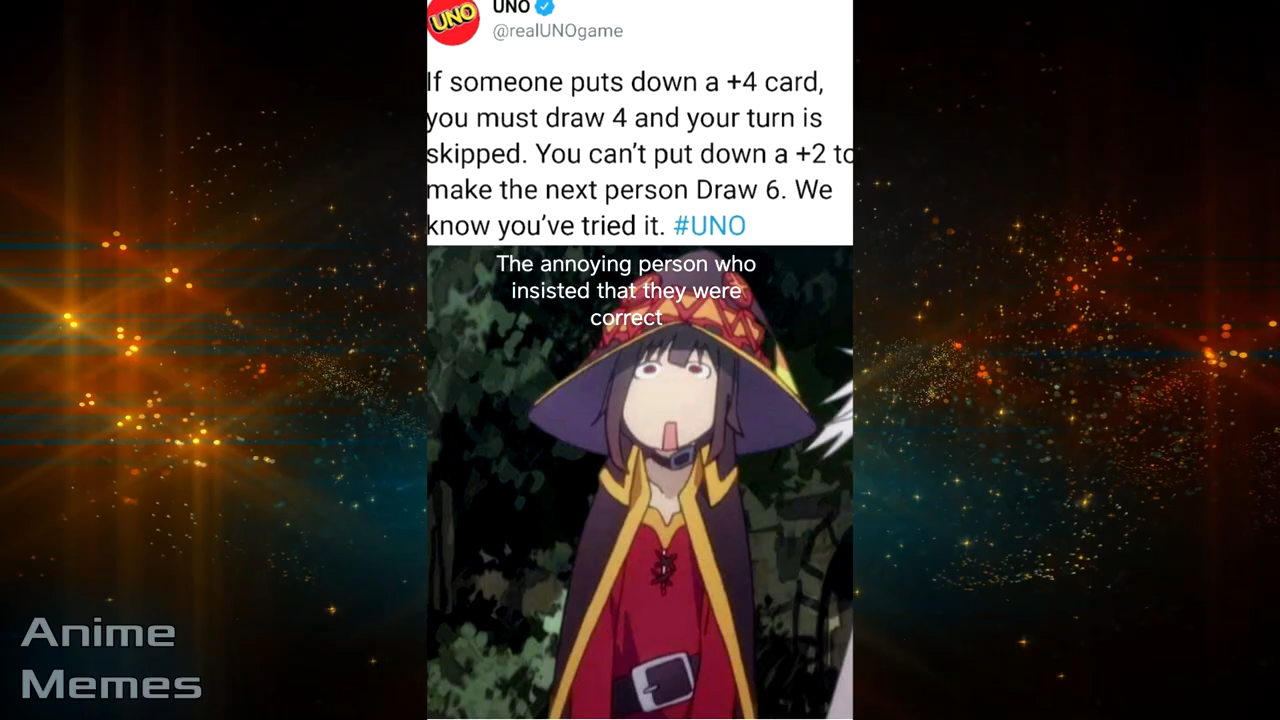 UNO
UNO
@realUNOgame
If someone puts down a +4 card,
you must draw 4 and your turn is
skipped. You can't put down a +2 to
make the next person Draw 6. We
know you've tried it. #UNO
The annoying person who
insisted that they were
correct
Anime
Memes